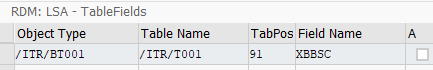 RDM: LSA - TableFields
Object Type Table Name TabPos Field Name A
/ITR/BT001 /ITR/T001 91 XBBSC